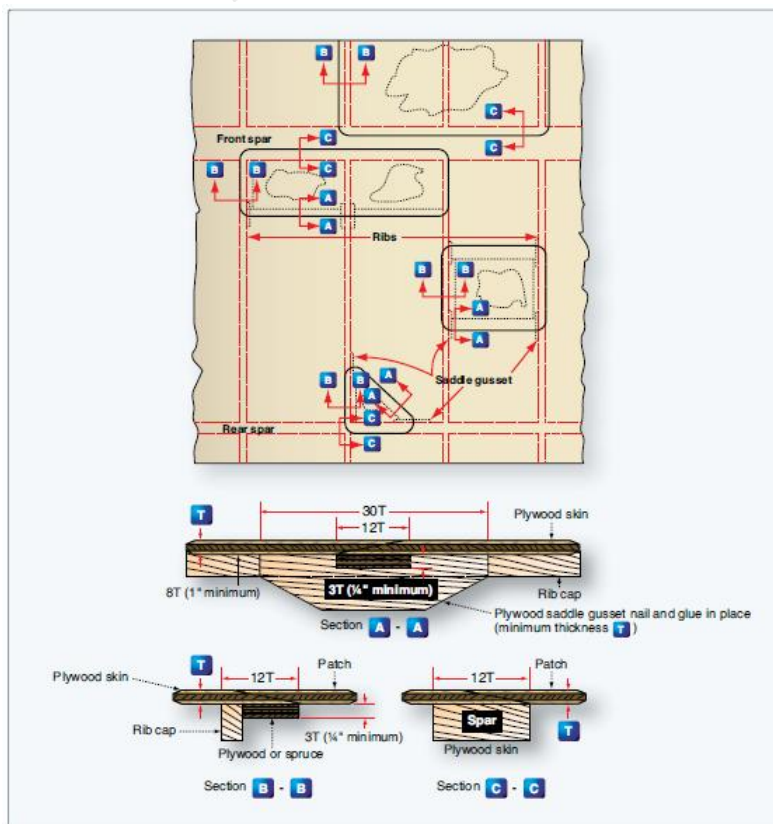 B B
C
Front spar
C
C
B B
C
A
A
Ribs
B B
A
A
Saddle gusset
B B A
A
C
Rear spar
C
30T
T
12T
Plywood skin
8T (1" minimum)
3T (¼" minimum)
Rib cap
Plywood saddle gusset nail and glue in place
(minimum thickness T )
Section A - A
T
12T
Patch
Plywood skin
Rib cap
3T (¼" minimum)
Plywood or spruce
Section B - B
12T
Patch
Spar
T
Plywood skin
Section C - C